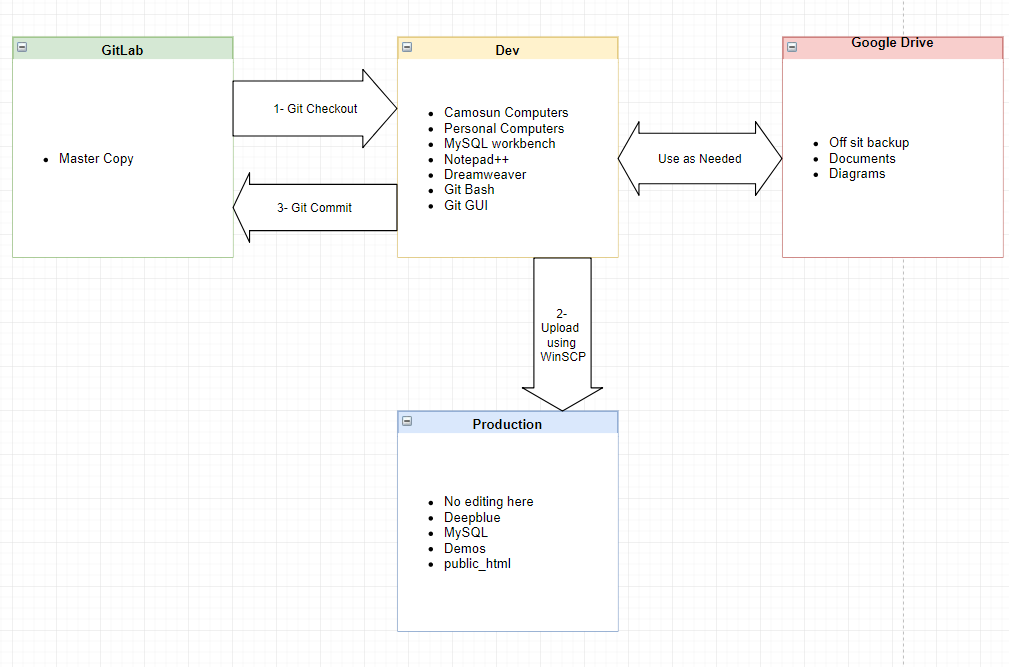 GitLab
Master Copy
1- Git Checkout
3- Git Commit
Dev
Camosun Computers
Personal Computers
MySQL workbench
Notepad++
Dreamweaver
Git Bash
Git GUI
Use as Needed
Google Drive
Off sit backup
Documents
Diagrams
2-
Upload
using
WinSCP
Production
No editing here
Deepblue
MySQL
Demos
public_html